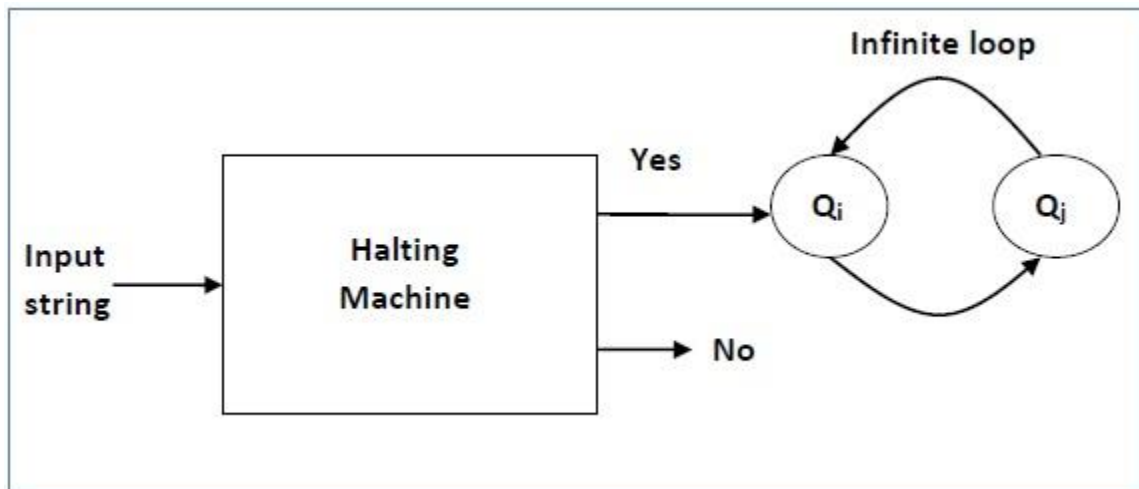 Infinite loop
Yes
Qi
Qj
Input
string
Halting
Machine
No